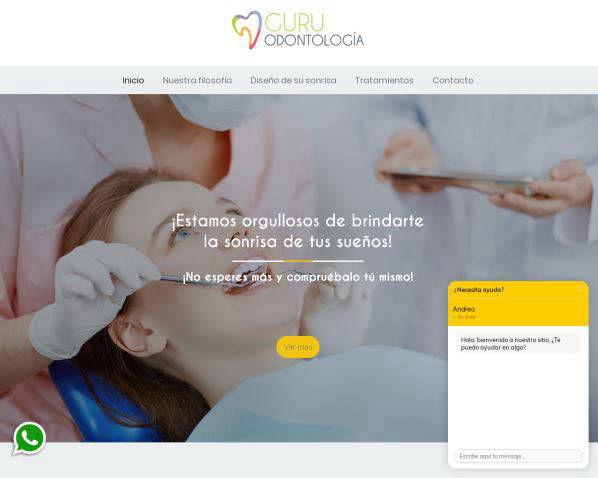 GURU
ODONTOLOGÍA
Inicio Nuestra filosofía Diseño de su sonrisa Tratamientos Contacto
¡Estamos orgullosos de brindarte
la sonrisa de tus sueños!
¡No esperes más y compruébalo tú mismo!
Ver más
¿Necesita ayuda?
Andrea
En línea
Hola, bienvenido a nuestro sitio, ¿Te
puedo ayudar en algo?
Escribe aquí tu mensaje...